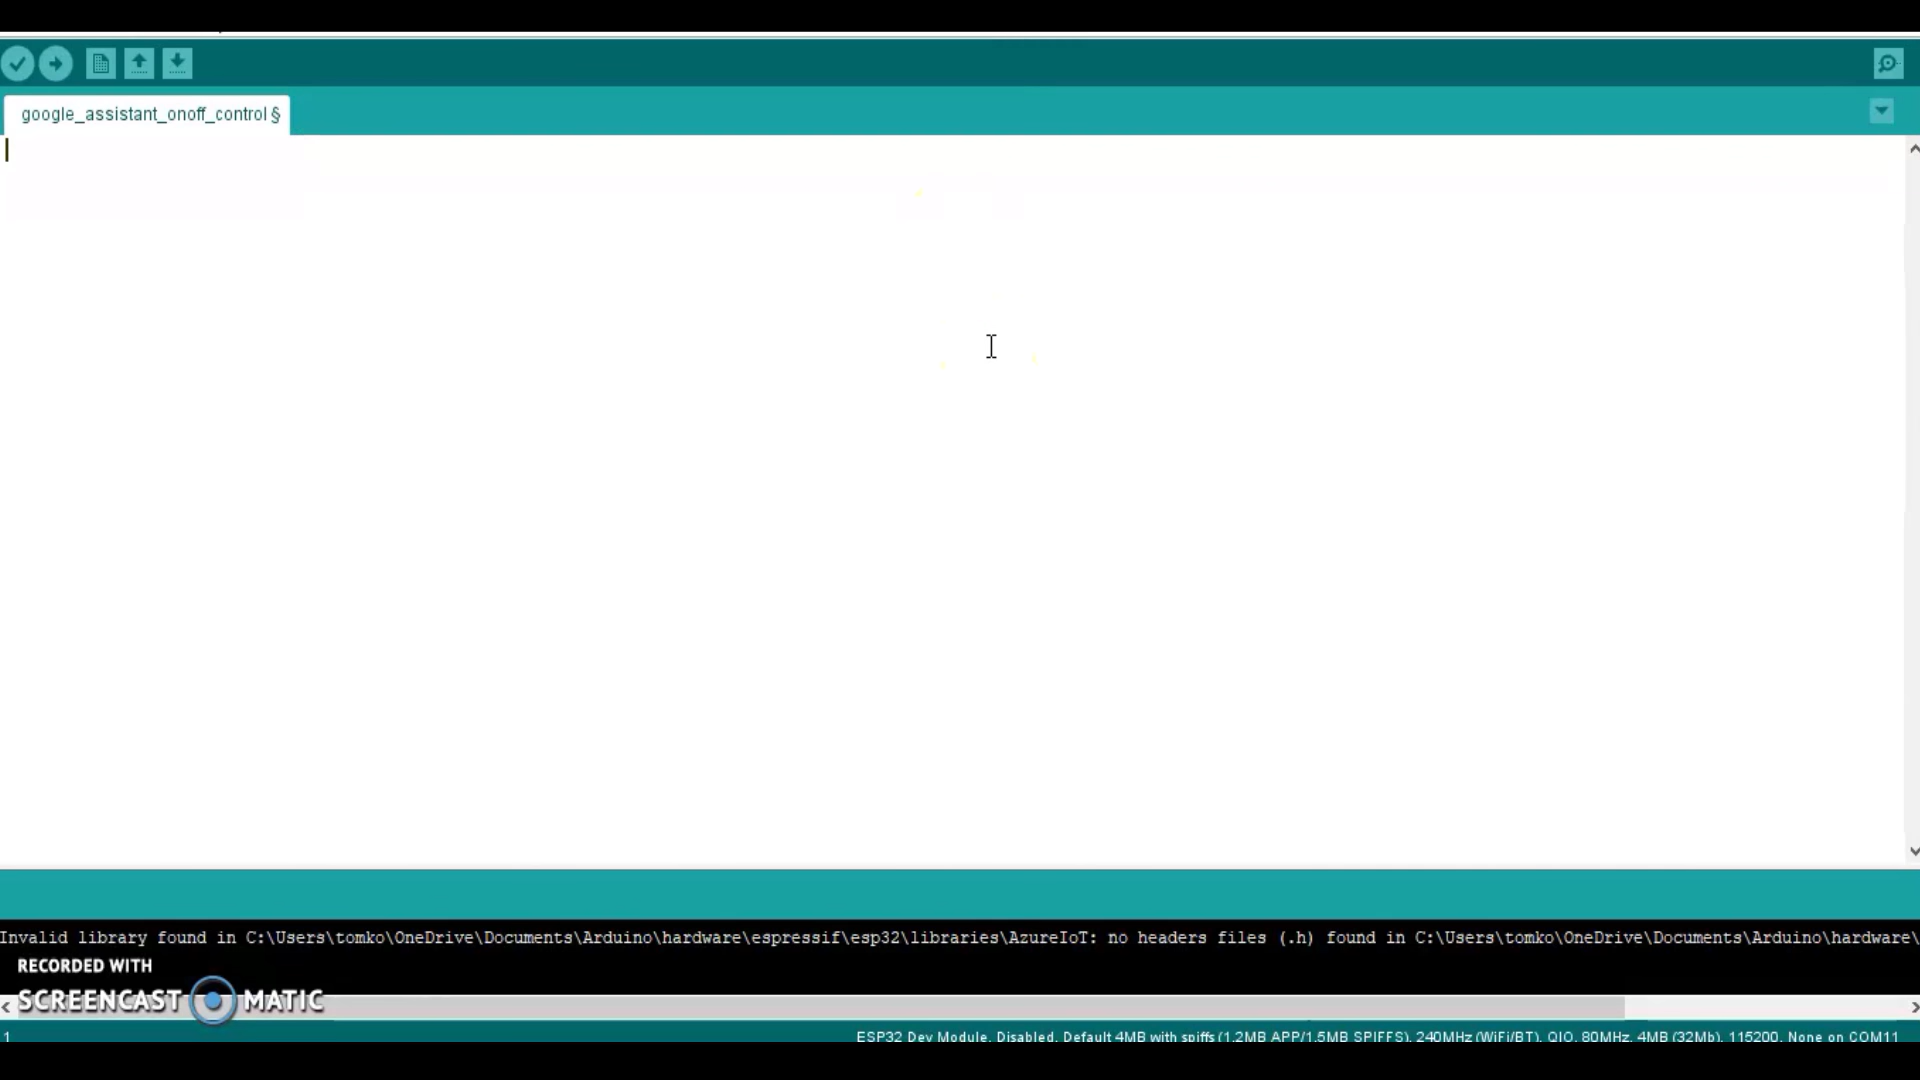 google_assistant_onoff_control §
Invalid library found in C:\Users\tomko\OneDrive\Documents\Arduino\hardware\espressif\esp32\libraries\AzureIoT: no headers files (.h) found in C:\Users\tomko\OneDrive\Documents\Arduino\hardware\
RECORDED WITH
SCREENCAST MATIC
1
ESP32 Dev Module, Disabled, Default 4MB with spiffs (1.2MB APP/1.5MB SPIFFS), 240MHz (WiFi/BT), QIO, 80MHz, 4MB (32Mb), 115200, None on COM11